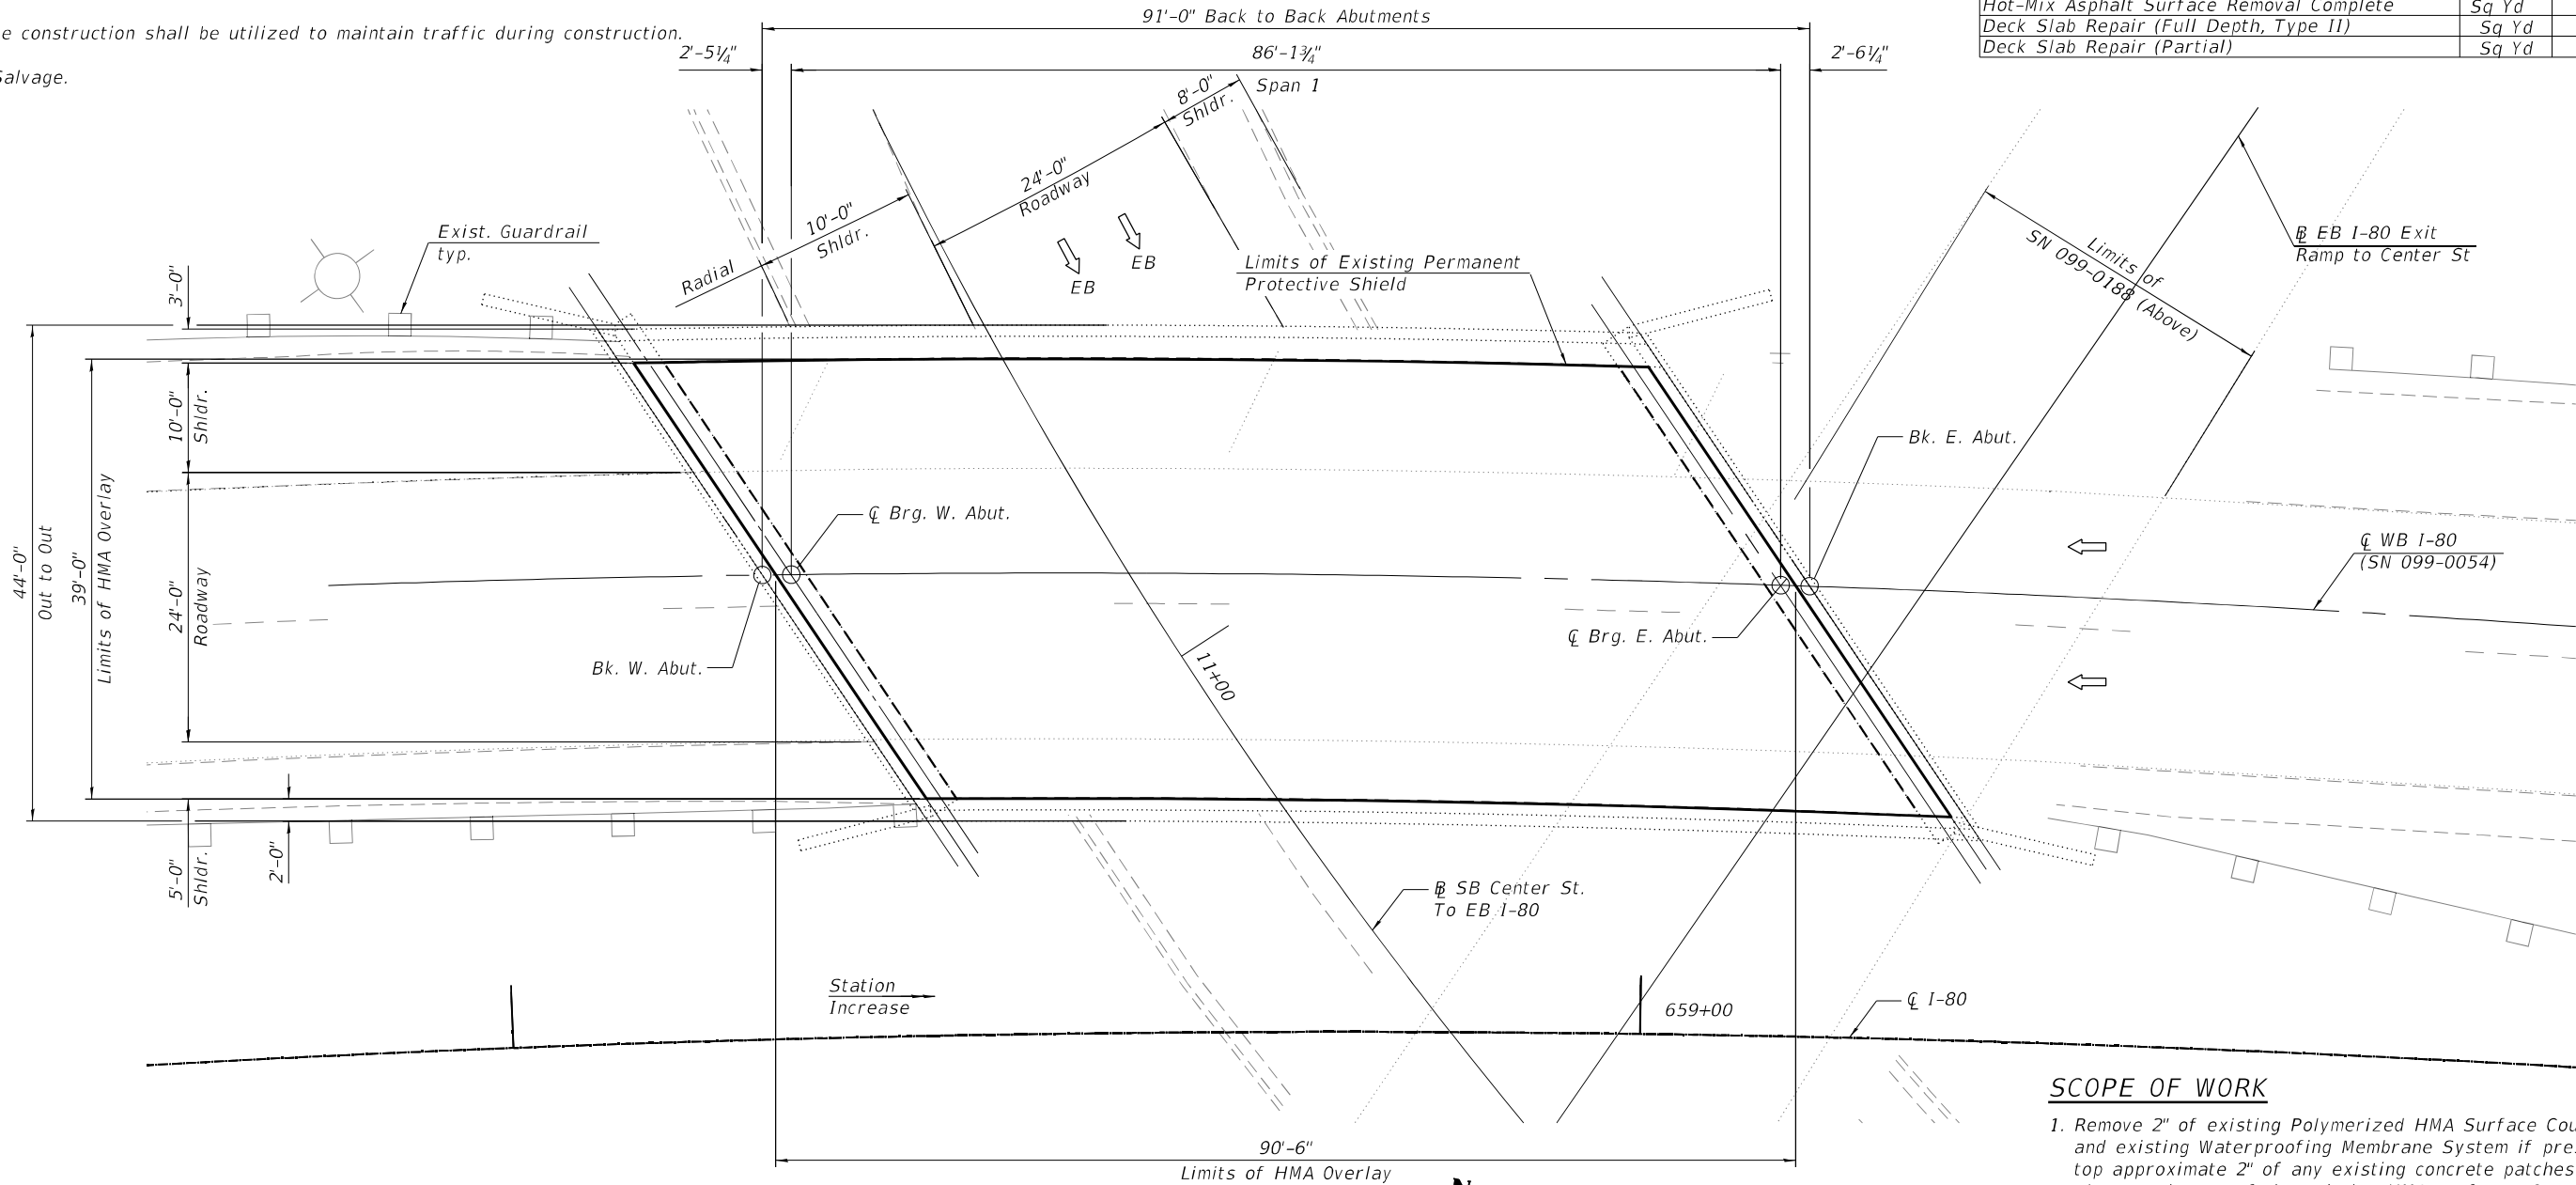 e construction shall be utilized to maintain traffic during construction.
Salvage.
91'-0" Back to Back Abutments
2'-5¼"
86'-1¾"
2'-6¼"
Span 1
Hot-Mix Asphalt Surface Removal Complete Sq Yd
Deck Slab Repair (Full Depth, Type II) Sq Yd
Deck Slab Repair (Partial) Sq Yd
8'-0"
Shldr.
24'-0"
Roadway
10'-0"
Shldr.
Radial
EB
EB
Exist. Guardrail
typ.
Limits of Existing Permanent
Protective Shield
Limits of
SN 099-0188 (Above)
℄ EB I-80 Exit
Ramp to Center St
3'-0"
10'-0"
Shldr.
44'-0"
Out to Out
39'-0"
Limits of HMA Overlay
24'-0"
Roadway
5'-0"
Shldr.
2'-0"
Bk. E. Abut.
℄ Brg. W. Abut.
℄ WB I-80
(SN 099-0054)
Bk. W. Abut.
℄ Brg. E. Abut.
11+00
℄ SB Center St.
To EB I-80
Station
Increase
659+00
℄ I-80
90'-6"
Limits of HMA Overlay
N
SCOPE OF WORK
1. Remove 2" of existing Polymerized HMA Surface Cou
and existing Waterproofing Membrane System if pre
top approximate 2" of any existing concrete patches